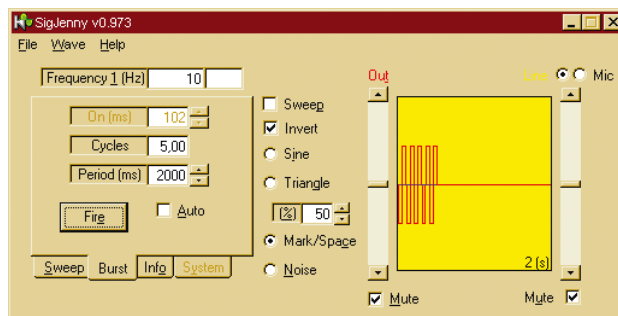 SigJenny v0.973
File Wave Help
Frequency 1 (Hz) 10
Out
Line Mic
On (ms) 102
Cycles 5,00
Period (ms) 2000
Fire
Auto
Sweep
Invert
Sine
Triangle
(%) 50
Mark/Space
Noise
2 (s)
Sweep Burst Info System
Mute Mute